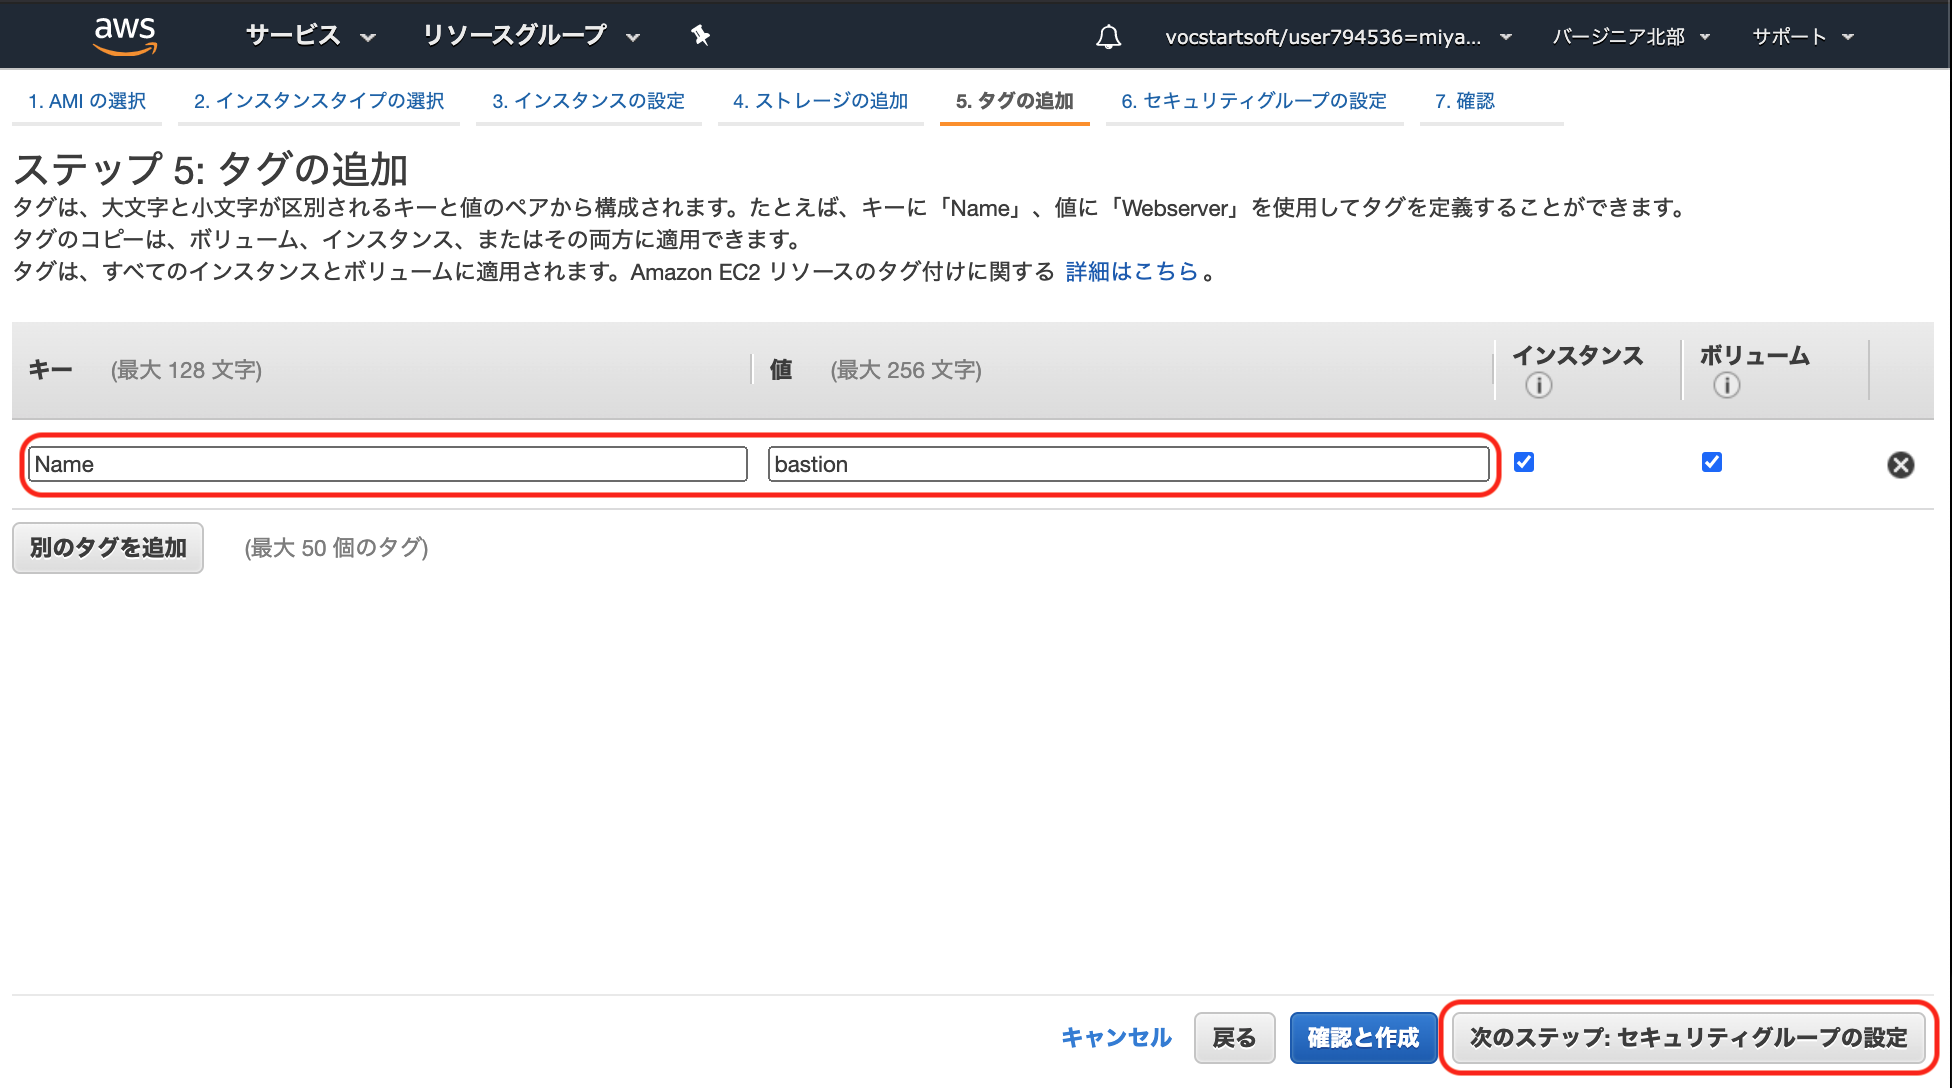 aws サービス リソースグループ vocstartsoft/user794536=miya... バージニア北部 サポート
1. AMI の選択 2. インスタンスタイプの選択 3. インスタンスの設定 4. ストレージの追加 5. タグの追加 6. セキュリティグループの設定 7. 確認
ステップ 5: タグの追加
タグは、大文字と小文字が区別されるキーと値のペアから構成されます。たとえば、キーに「Name」、値に「Webserver」を使用してタグを定義することができます。
タグのコピーは、ボリューム、インスタンス、またはその両方に適用できます。
タグは、すべてのインスタンスとボリュームに適用されます。Amazon EC2 リソースのタグ付けに関する 詳細はこちら 。
キー (最大 128 文字) 値 (最大 256 文字) インスタンス ボリューム
Name bastion
別のタグを追加 (最大 50 個のタグ)
キャンセル 戻る 確認と作成 次のステップ: セキュリティグループの設定